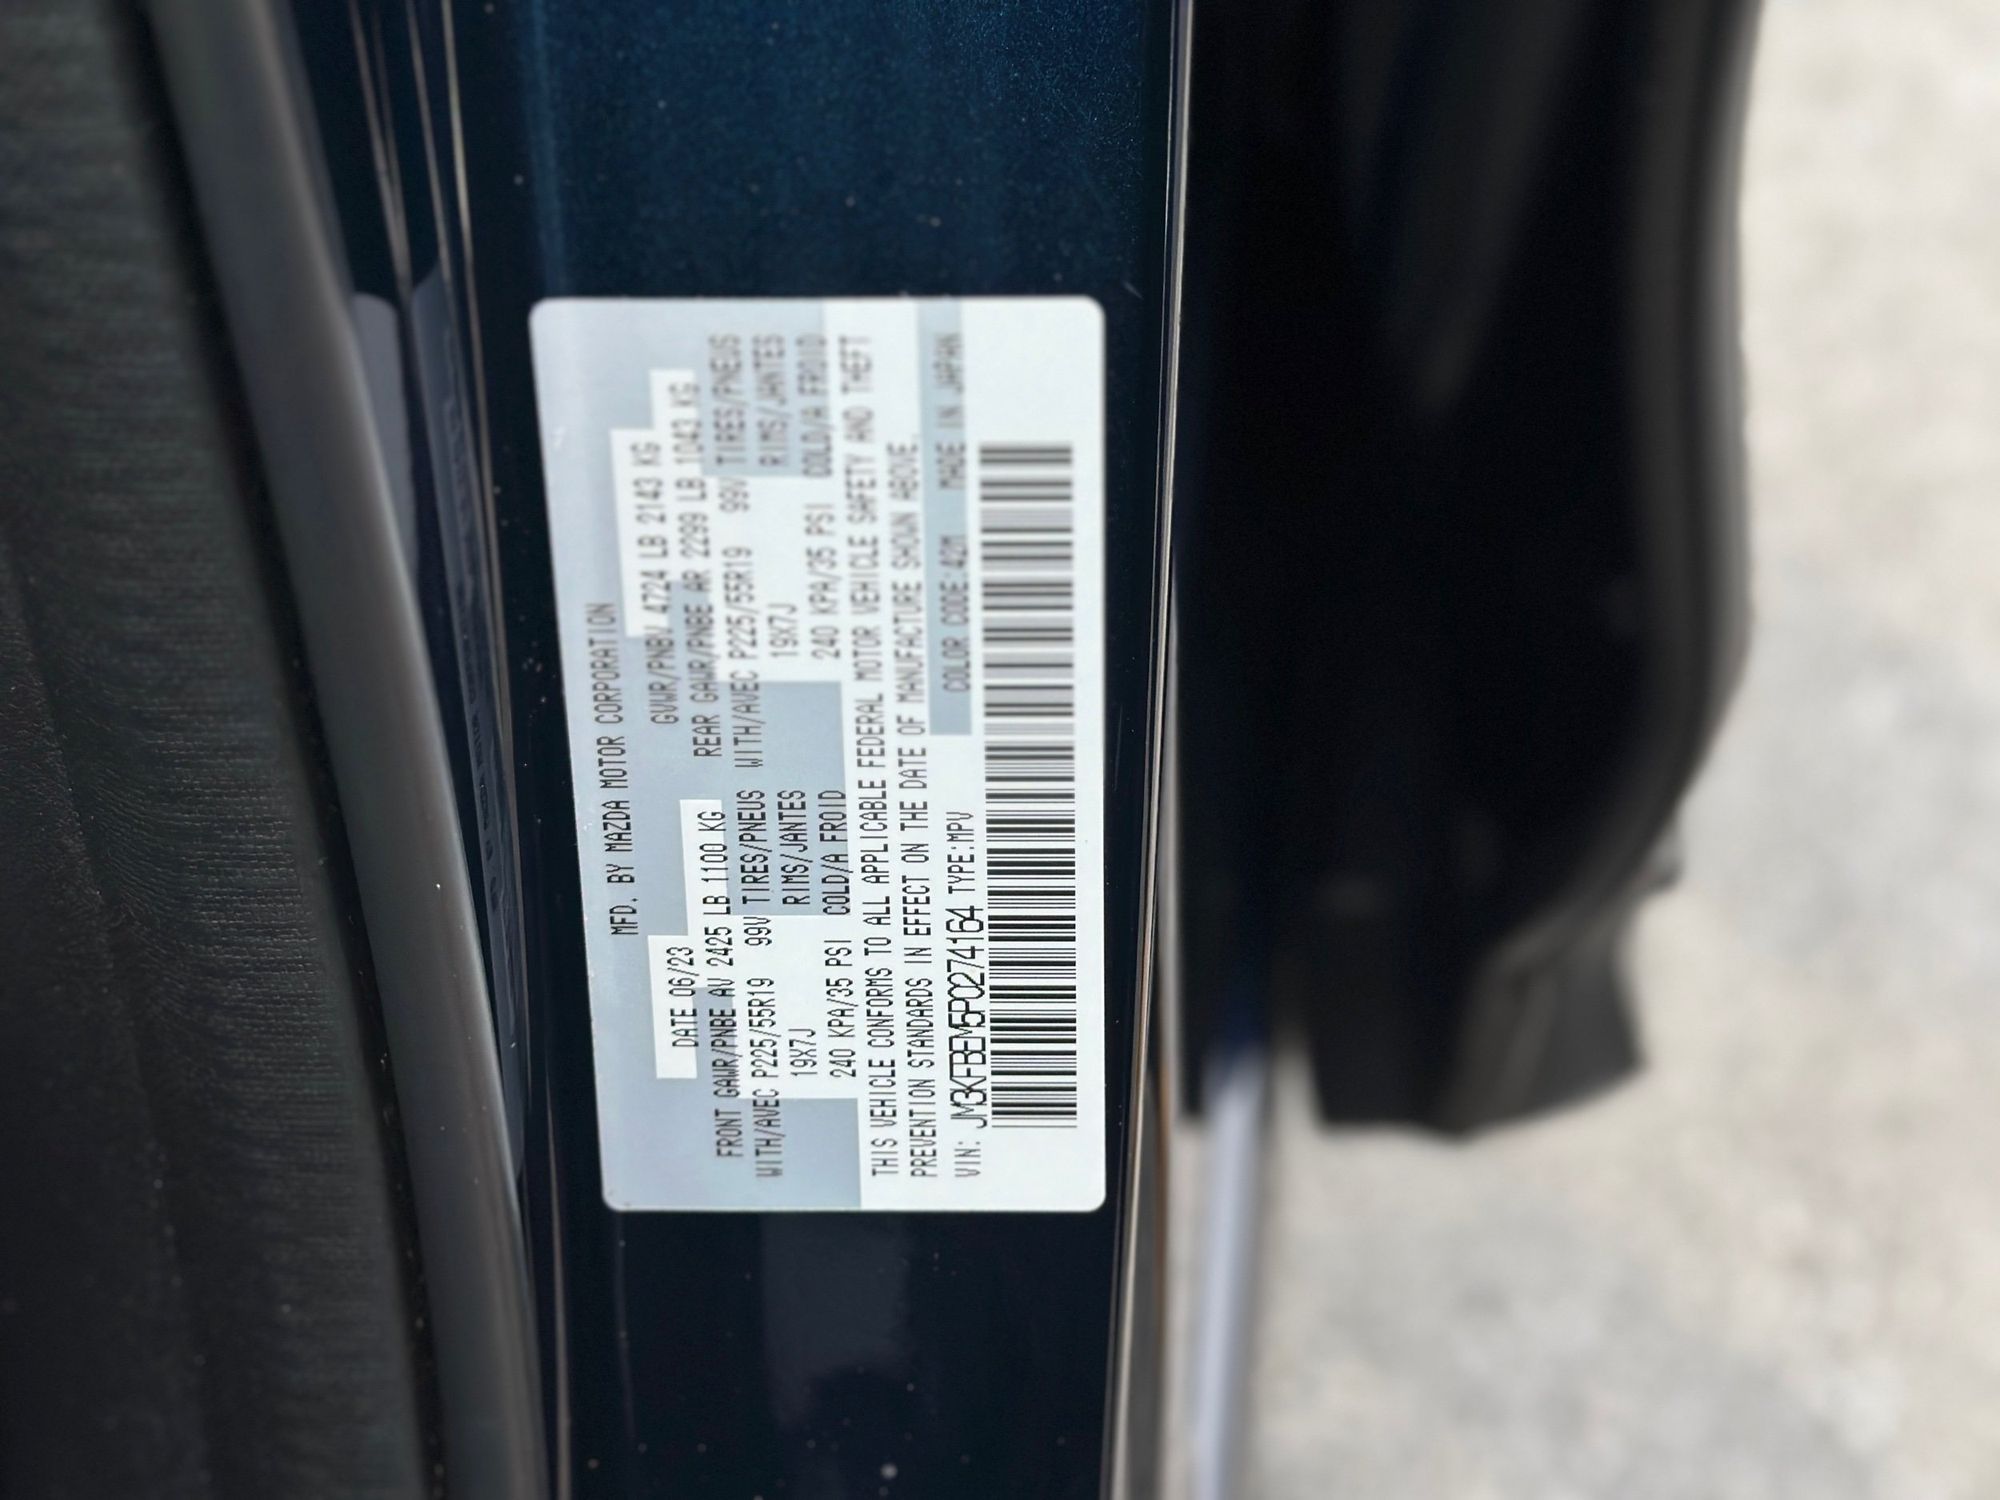 MFD. BY MAZDA MOTOR CORPORATION
DATE 06/23 GVWR/PNBV 4724 LB 2143 KG
FRONT GAWR/PNBE AV 2425 LB 1100 KG REAR GAWR/PNBE AR 2299 LB 1043 KG
WITH/AVEC P225/55R19 99V TIRES/PNEUS WITH/AVEC P225/55R19 99V TIRES/PNEUS
19X7J RIMS/JANTES 19X7J RIMS/JANTES
240 KPA/35 PSI COLD/A FROID 240 KPA/35 PSI COLD/A FROID
THIS VEHICLE CONFORMS TO ALL APPLICABLE FEDERAL MOTOR VEHICLE SAFETY AND THEFT
PREVENTION STANDARDS IN EFFECT ON THE DATE OF MANUFACTURE SHOWN ABOVE.
VIN: JM3KFBEM5P0274164 TYPE:MPV COLOR CODE:42M MADE IN JAPAN